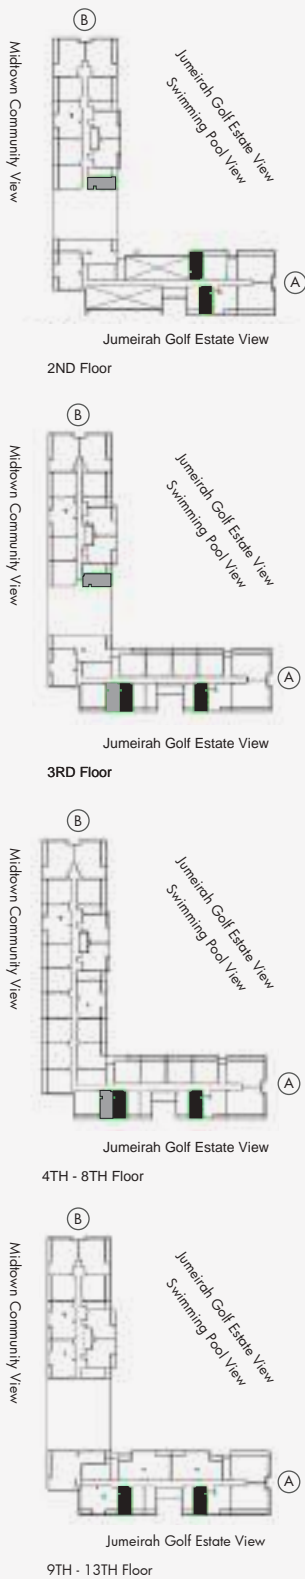 B
Midtown Community View
Jumeirah Golf Estate View
Swimming Pool View
A
Jumeirah Golf Estate View
2ND Floor
B
Midtown Community View
Jumeirah Golf Estate View
Swimming Pool View
A
Jumeirah Golf Estate View
3RD Floor
B
Midtown Community View
Jumeirah Golf Estate View
Swimming Pool View
A
Jumeirah Golf Estate View
4TH - 8TH Floor
B
Midtown Community View
Jumeirah Golf Estate View
Swimming Pool View
A
Jumeirah Golf Estate View
9TH - 13TH Floor